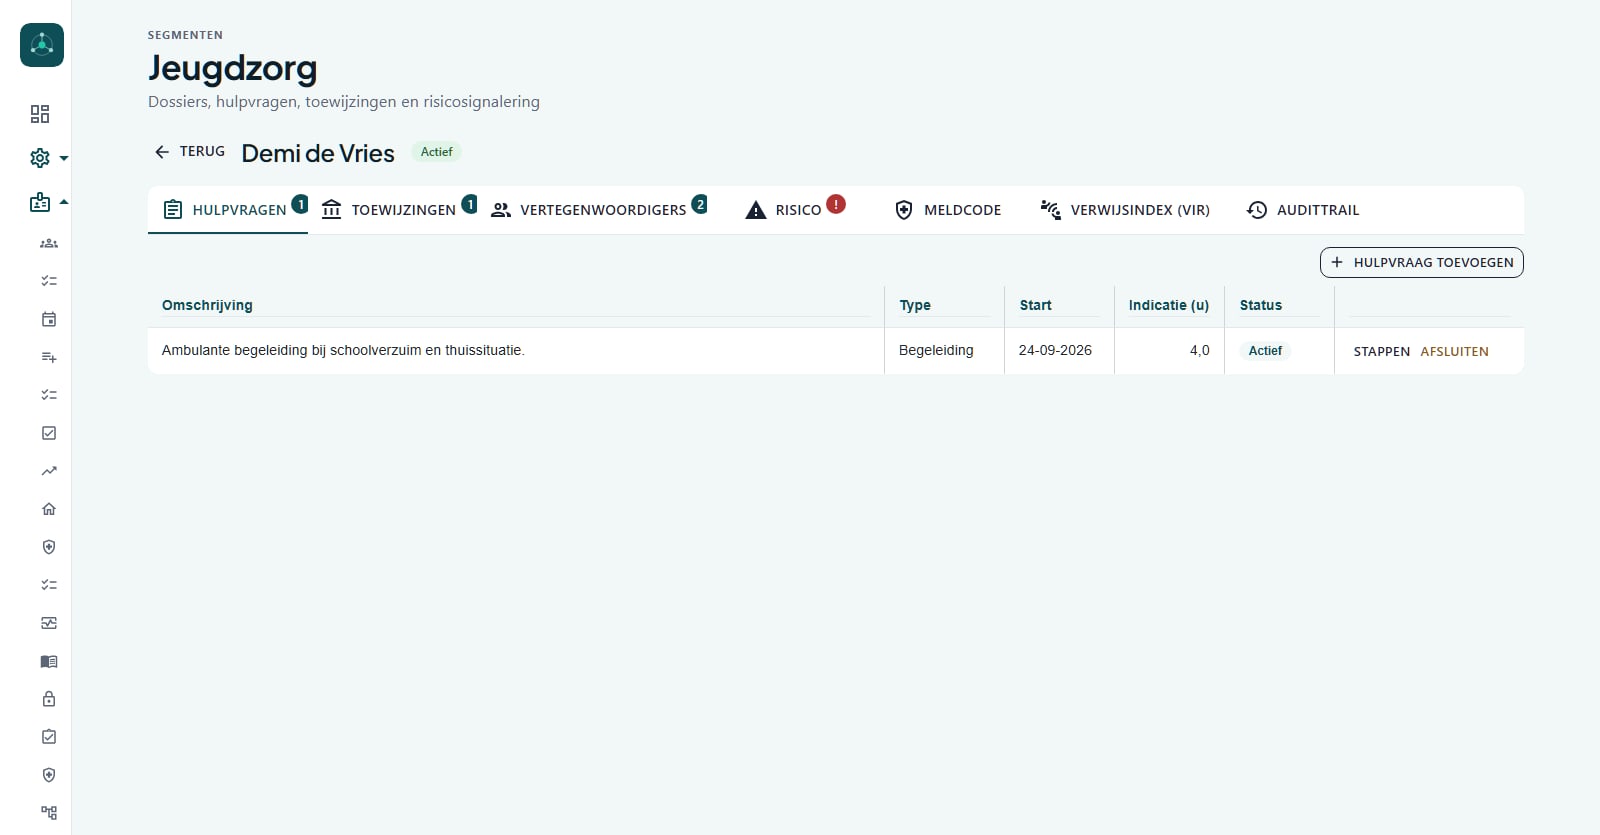 SEGMENTEN
Jeugdzorg
Dossiers, hulpvragen, toewijzingen en risicosignalering
TERUG Demi de Vries Actief
HULPVRAGEN 1 TOEWIJZINGEN 1 VERTEGENWOORDIGERS 2 RISICO ! MELDCODE VERWIJSINDEX (VIR) AUDITTRAIL
+ HULPVRAAG TOEVOEGEN
Omschrijving Type Start Indicatie (u) Status
Ambulante begeleiding bij schoolverzuim en thuissituatie. Begeleiding 24-09-2026 4,0 Actief STAPPEN AFSLUITEN